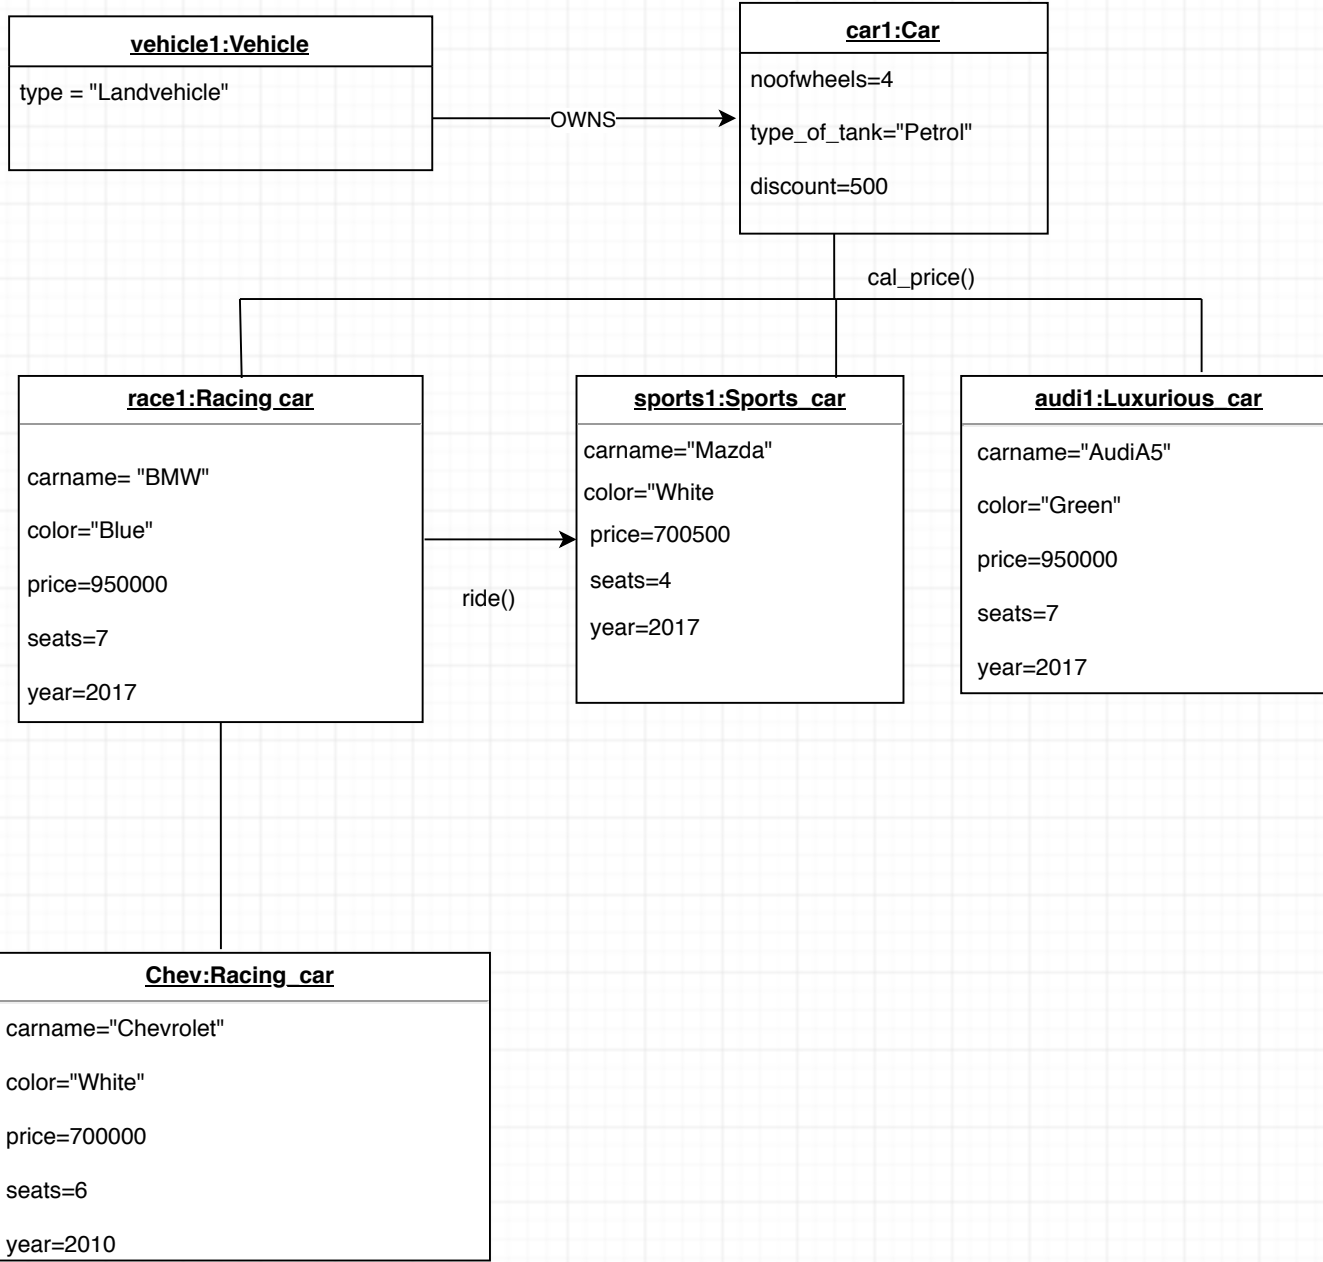 vehicle1:Vehicle
type = "Landvehicle"
OWNS
car1:Car
noofwheels=4
type_of_tank="Petrol"
discount=500
cal_price()
race1:Racing car
carname= "BMW"
color="Blue"
price=950000
seats=7
year=2017
ride()
sports1:Sports_car
carname="Mazda"
color="White
price=700500
seats=4
year=2017
audi1:Luxurious_car
carname="AudiA5"
color="Green"
price=950000
seats=7
year=2017
Chev:Racing_car
carname="Chevrolet"
color="White"
price=700000
seats=6
year=2010